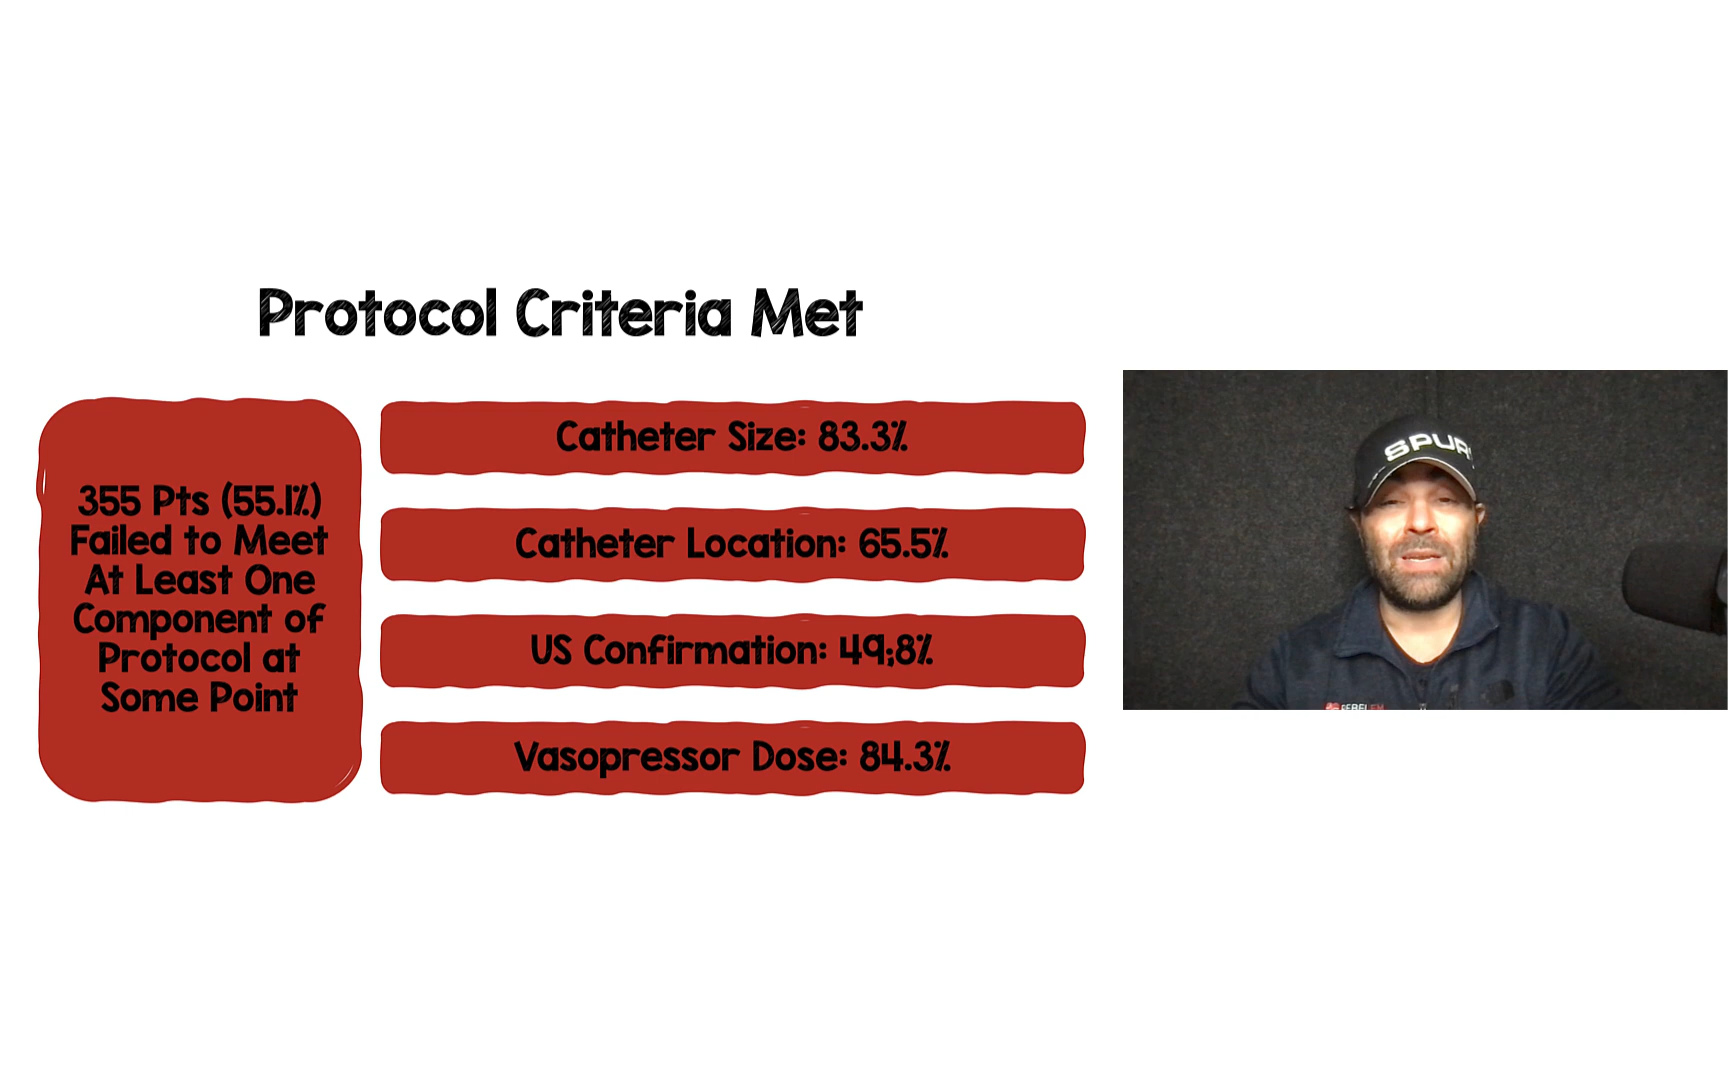 Protocol Criteria Met
355 Pts (55.1%)
Failed to Meet
At Least One
Component of
Protocol at
Some Point
Catheter Size: 83.3%
Catheter Location: 65.5%
US Confirmation: 49;8%
Vasopressor Dose: 84.3%
SPUR
REBELEM